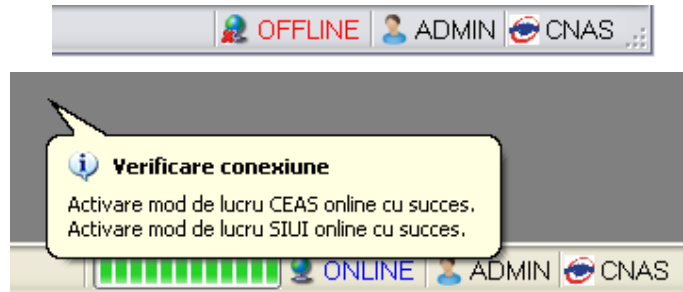 OFFLINE ADMIN CNAS
Verificare conexiune
Activare mod de lucru CEAS online cu succes.
Activare mod de lucru SIUI online cu succes.
ONLINE ADMIN CNAS